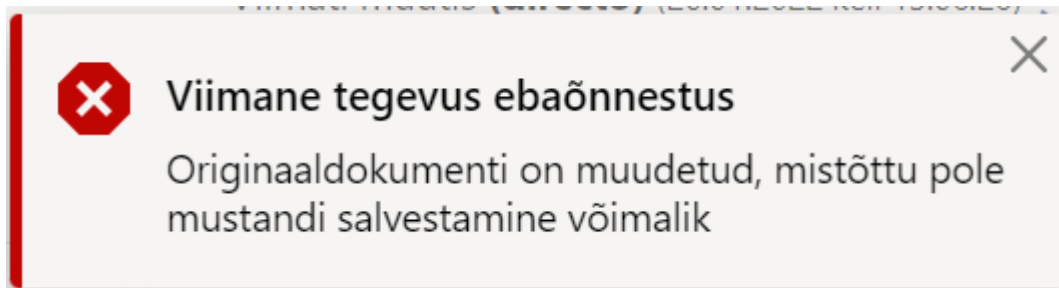 Viimane tegevus ebaõnnestus
Originaaldokumenti on muudetud, mistõttu pole
mustandi salvestamine võimalik